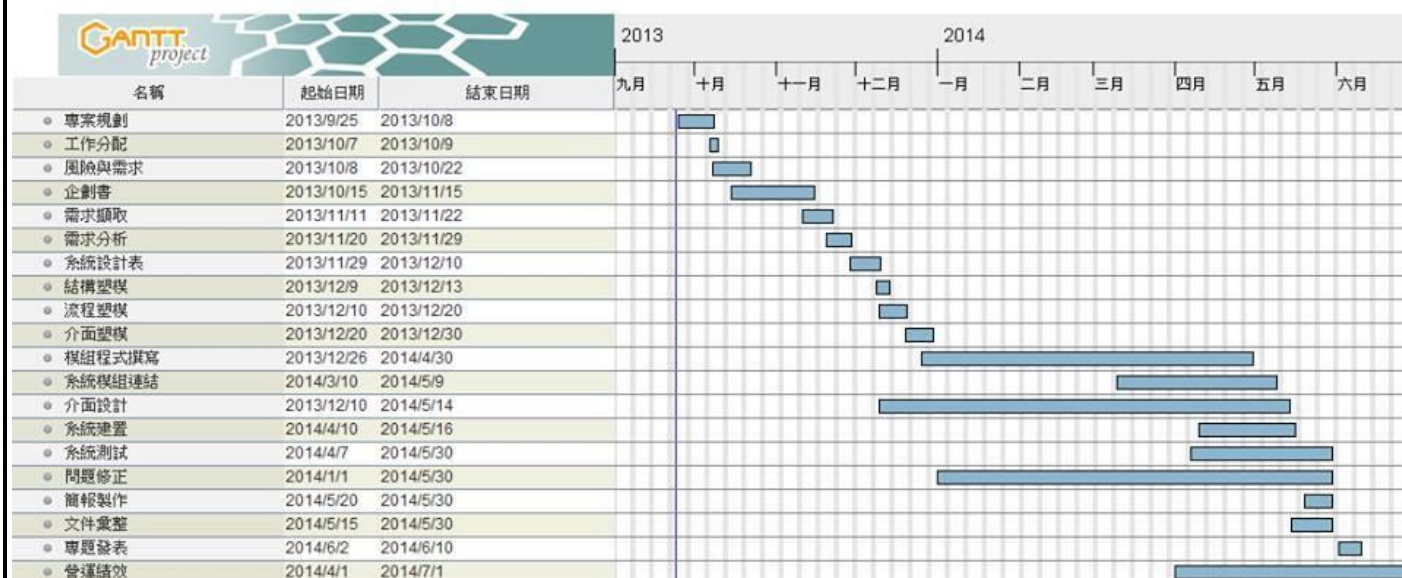 GANTT project
2013 2014
名稱 起始日期 結束日期 九月 十月 十一月 十二月 一月 二月 三月 四月 五月 六月
專案規劃 2013/9/25 2013/10/8
工作分配 2013/10/7 2013/10/9
風險與需求 2013/10/8 2013/10/22
企劃書 2013/10/15 2013/11/15
需求擷取 2013/11/11 2013/11/22
需求分析 2013/11/20 2013/11/29
系統設計表 2013/11/29 2013/12/10
結構塑模 2013/12/9 2013/12/13
流程塑模 2013/12/10 2013/12/20
介面塑模 2013/12/20 2013/12/30
模組程式撰寫 2013/12/26 2014/4/30
系統模組連結 2014/3/10 2014/5/9
介面設計 2013/12/10 2014/5/14
系統建置 2014/4/10 2014/5/16
系統測試 2014/4/7 2014/5/30
問題修正 2014/1/1 2014/5/30
簡報製作 2014/5/20 2014/5/30
文件彙整 2014/5/15 2014/5/30
專題發表 2014/6/2 2014/6/10
營運績效 2014/4/1 2014/7/1